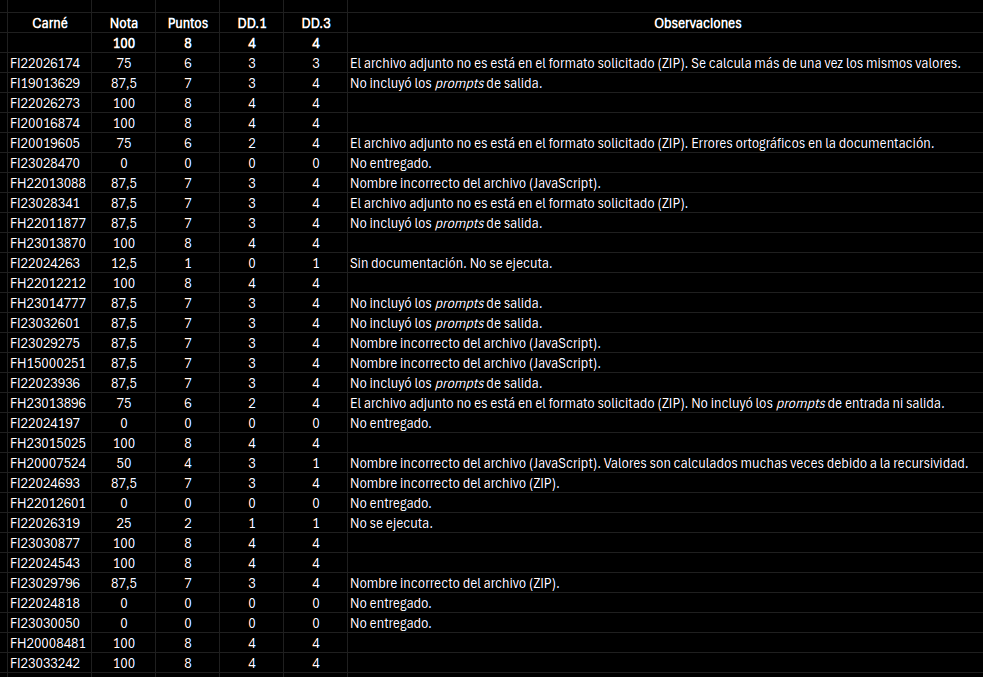 Carné Nota Puntos DD.1 DD.3 Observaciones
100 8 4 4
FI22026174 75 6 3 3 El archivo adjunto no es está en el formato solicitado (ZIP). Se calcula más de una vez los mismos valores.
FI19013629 87,5 7 3 4 No incluyó los prompts de salida.
FI22026273 100 8 4 4
FI20016874 100 8 4 4
FI20019605 75 6 2 4 El archivo adjunto no es está en el formato solicitado (ZIP). Errores ortográficos en la documentación.
FI23028470 0 0 0 0 No entregado.
FH22013088 87,5 7 3 4 Nombre incorrecto del archivo (JavaScript).
FI23028341 87,5 7 3 4 El archivo adjunto no es está en el formato solicitado (ZIP).
FH22011877 87,5 7 3 4 No incluyó los prompts de salida.
FH23013870 100 8 4 4
FI22024263 12,5 1 0 1 Sin documentación. No se ejecuta.
FH22012212 100 8 4 4
FH23014777 87,5 7 3 4 No incluyó los prompts de salida.
FI23032601 87,5 7 3 4 No incluyó los prompts de salida.
FI23029275 87,5 7 3 4 Nombre incorrecto del archivo (JavaScript).
FH15000251 87,5 7 3 4 Nombre incorrecto del archivo (JavaScript).
FI22023936 87,5 7 3 4 No incluyó los prompts de salida.
FH23013896 75 6 2 4 El archivo adjunto no es está en el formato solicitado (ZIP). No incluyó los prompts de entrada ni salida.
FI22024197 0 0 0 0 No entregado.
FH23015025 100 8 4 4
FH20007524 50 4 3 1 Nombre incorrecto del archivo (JavaScript). Valores son calculados muchas veces debido a la recursividad.
FI22024693 87,5 7 3 4 Nombre incorrecto del archivo (ZIP).
FH22012601 0 0 0 0 No entregado.
FI22026319 25 2 1 1 No se ejecuta.
FI23030877 100 8 4 4
FI22024543 100 8 4 4
FI23029796 87,5 7 3 4 Nombre incorrecto del archivo (ZIP).
FI22024818 0 0 0 0 No entregado.
FI23030050 0 0 0 0 No entregado.
FH20008481 100 8 4 4
FI23033242 100 8 4 4